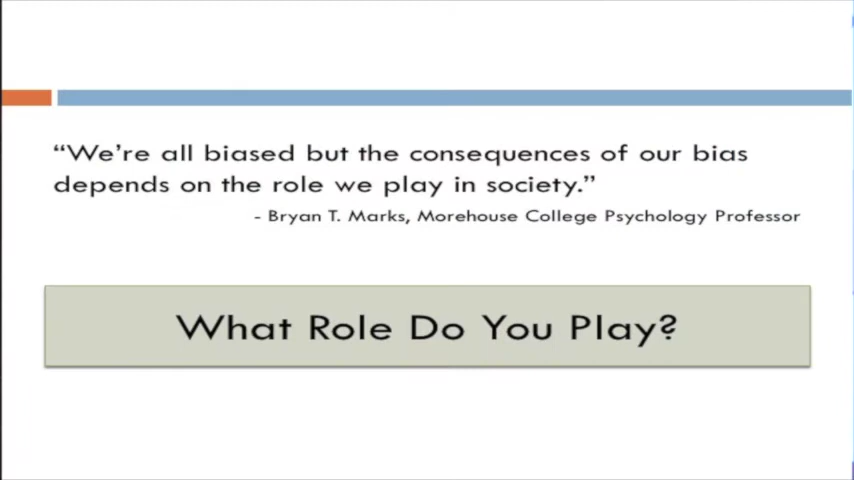 “We’re all biased but the consequences of our bias
depends on the role we play in society.”
- Bryan T. Marks, Morehouse College Psychology Professor
What Role Do You Play?